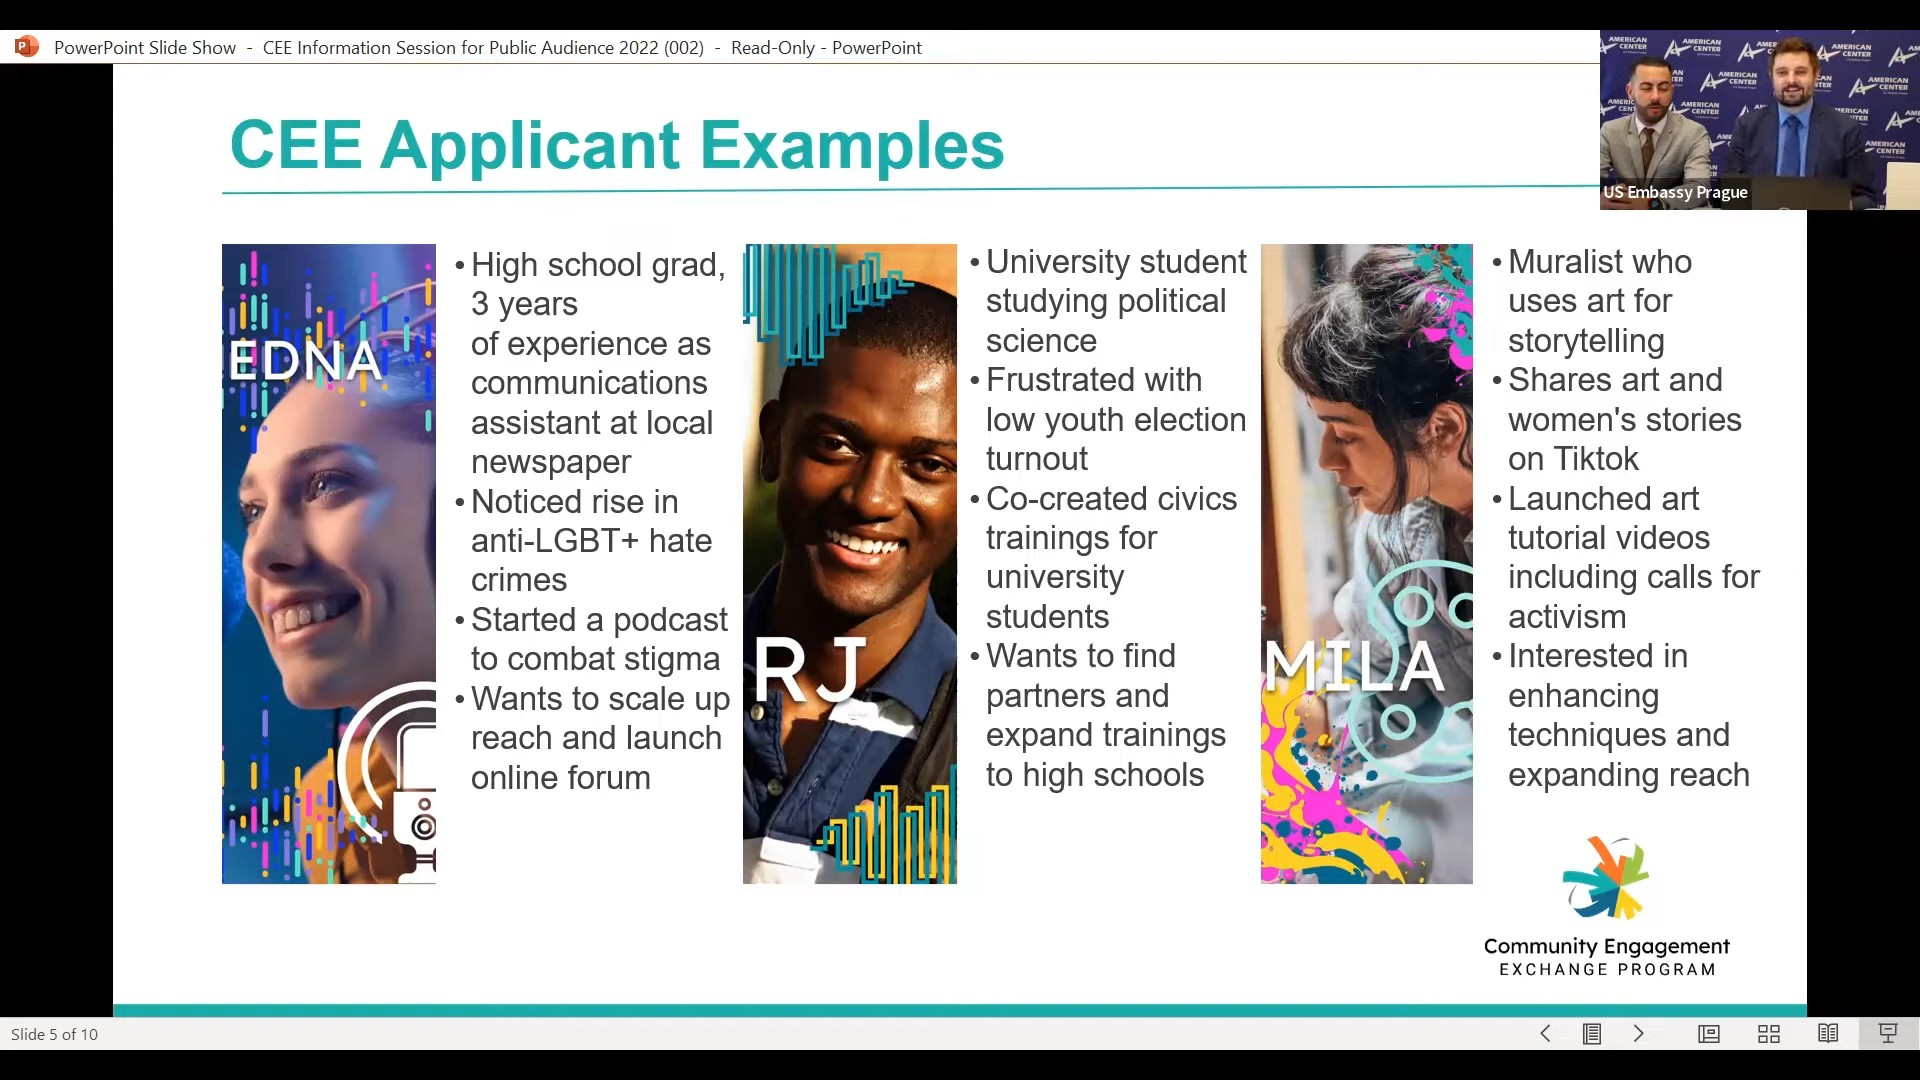 PowerPoint Slide Show - CEE Information Session for Public Audience 2022 (002) - Read-Only - PowerPoint
AMERICAN CENTER
US Embassy Prague
CEE Applicant Examples
EDNA
• High school grad,
3 years
of experience as
communications
assistant at local
newspaper
• Noticed rise in
anti-LGBT+ hate
crimes
• Started a podcast
to combat stigma
• Wants to scale up
reach and launch
online forum
RJ
• University student
studying political
science
• Frustrated with
low youth election
turnout
• Co-created civics
trainings for
university
students
• Wants to find
partners and
expand trainings
to high schools
MILA
• Muralist who
uses art for
storytelling
• Shares art and
women's stories
on Tiktok
• Launched art
tutorial videos
including calls for
activism
• Interested in
enhancing
techniques and
expanding reach
Community Engagement
EXCHANGE PROGRAM
Slide 5 of 10